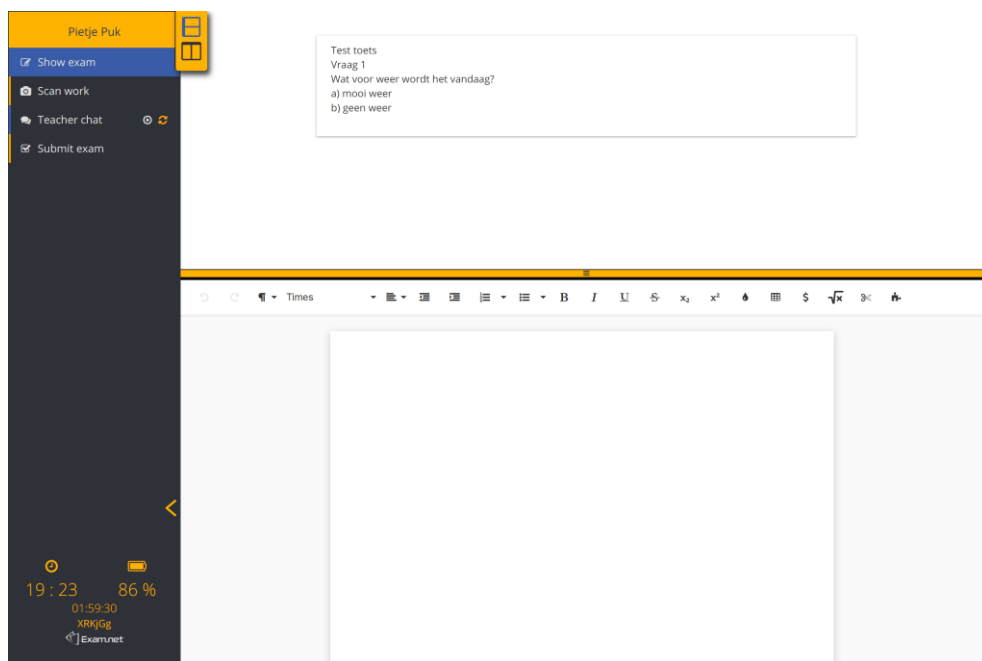 Pietje Puk
Show exam
Scan work
Teacher chat
Submit exam
19 : 23
86 %
01:59:30
XRKjGg
Exam.net
Test toets
Vraag 1
Wat voor weer wordt het vandaag?
a) mooi weer
b) geen weer
¶ Times B I U S x₂ x² $ √x